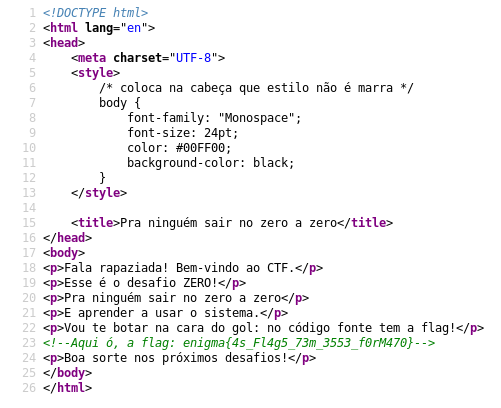 1 <!DOCTYPE html>
2 <html lang="en">
3 <head>
4     <meta charset="UTF-8">
5     <style>
6         /* coloca na cabeça que estilo não é marra */
7         body {
8             font-family: "Monospace";
9             font-size: 24pt;
10             color: #00FF00;
11             background-color: black;
12         }
13     </style>
14
15     <title>Pra ninguém sair no zero a zero</title>
16 </head>
17 <body>
18 <p>Fala rapaziada! Bem-vindo ao CTF.</p>
19 <p>Esse é o desafio ZERO!</p>
20 <p>Pra ninguém sair no zero a zero</p>
21 <p>E aprender a usar o sistema.</p>
22 <p>Vou te botar na cara do gol: no código fonte tem a flag!</p>
23 <!--Aqui ó, a flag: enigma{4s_Fl4g5_73m_3553_f0rM470}-->
24 <p>Boa sorte nos próximos desafios!</p>
25 </body>
26 </html>